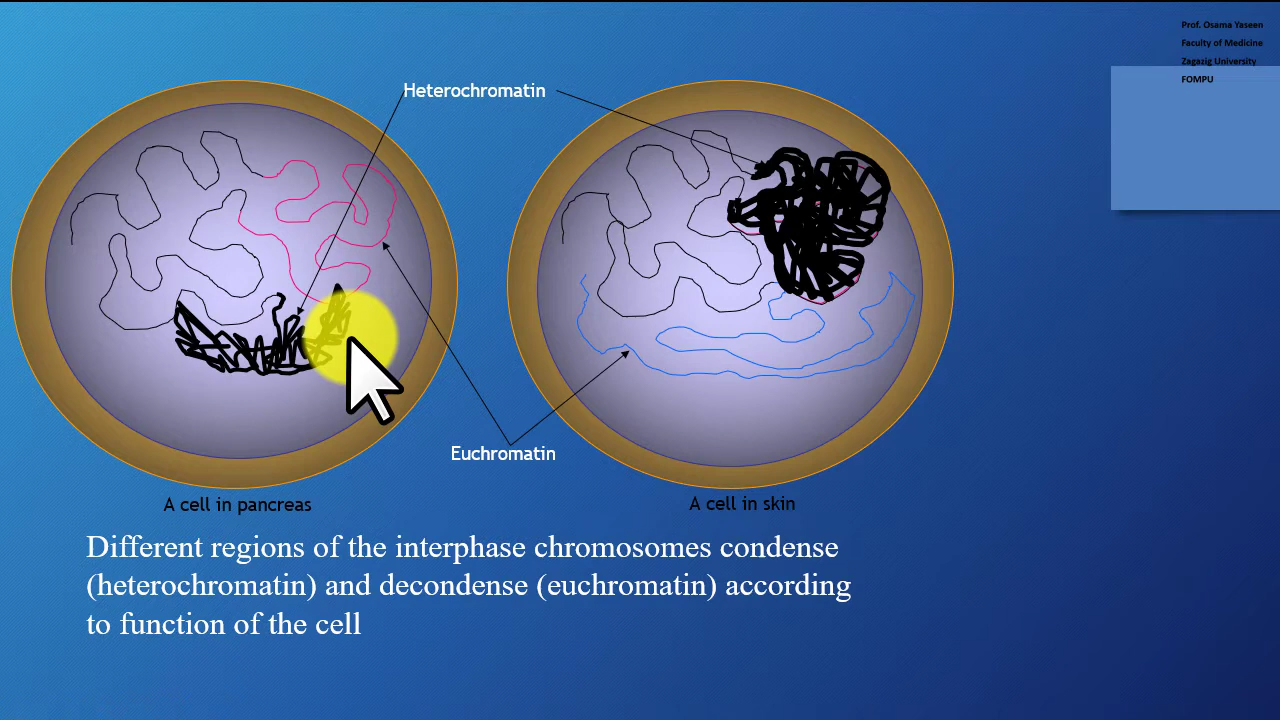 Prof. Osama Yaseen
Faculty of Medicine
Zagazig University
FOMPU
Heterochromatin
Euchromatin
A cell in pancreas
A cell in skin
Different regions of the interphase chromosomes condense
(heterochromatin) and decondense (euchromatin) according
to function of the cell